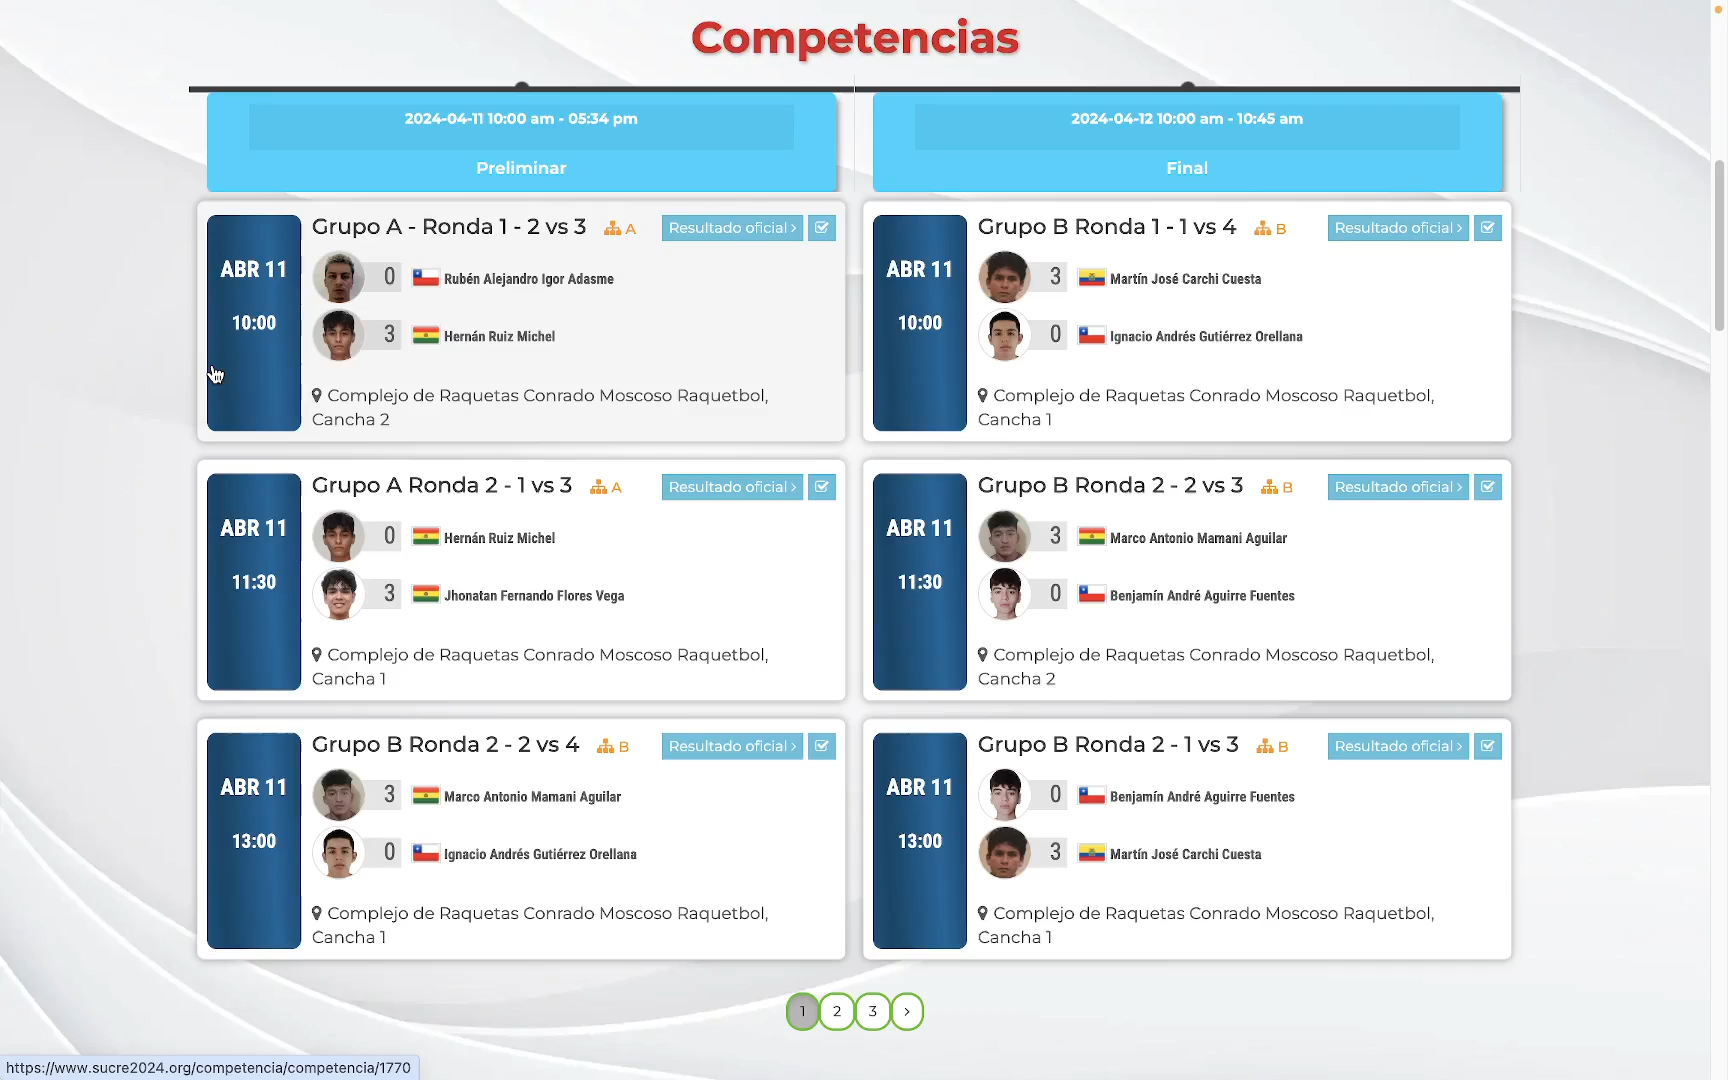 Competencias
2024-04-11 10:00 am - 05:34 pm
Preliminar
2024-04-12 10:00 am - 10:45 am
Final
ABR 11
10:00
Grupo A - Ronda 1 - 2 vs 3 A
Resultado oficial ›
0 Rubén Alejandro Igor Adasme
3 Hernán Ruiz Michel
Complejo de Raquetas Conrado Moscoso Raquetbol,
Cancha 2
ABR 11
10:00
Grupo B Ronda 1 - 1 vs 4 B
Resultado oficial ›
3 Martín José Carchi Cuesta
0 Ignacio Andrés Gutiérrez Orellana
Complejo de Raquetas Conrado Moscoso Raquetbol,
Cancha 1
ABR 11
11:30
Grupo A Ronda 2 - 1 vs 3 A
Resultado oficial ›
0 Hernán Ruiz Michel
3 Jhonatan Fernando Flores Vega
Complejo de Raquetas Conrado Moscoso Raquetbol,
Cancha 1
ABR 11
11:30
Grupo B Ronda 2 - 2 vs 3 B
Resultado oficial ›
3 Marco Antonio Mamani Aguilar
0 Benjamín André Aguirre Fuentes
Complejo de Raquetas Conrado Moscoso Raquetbol,
Cancha 2
ABR 11
13:00
Grupo B Ronda 2 - 2 vs 4 B
Resultado oficial ›
3 Marco Antonio Mamani Aguilar
0 Ignacio Andrés Gutiérrez Orellana
Complejo de Raquetas Conrado Moscoso Raquetbol,
Cancha 1
ABR 11
13:00
Grupo B Ronda 2 - 1 vs 3 B
Resultado oficial ›
0 Benjamín André Aguirre Fuentes
3 Martín José Carchi Cuesta
Complejo de Raquetas Conrado Moscoso Raquetbol,
Cancha 1
1 2 3 ›
https://www.sucre2024.org/competencia/competencia/1770